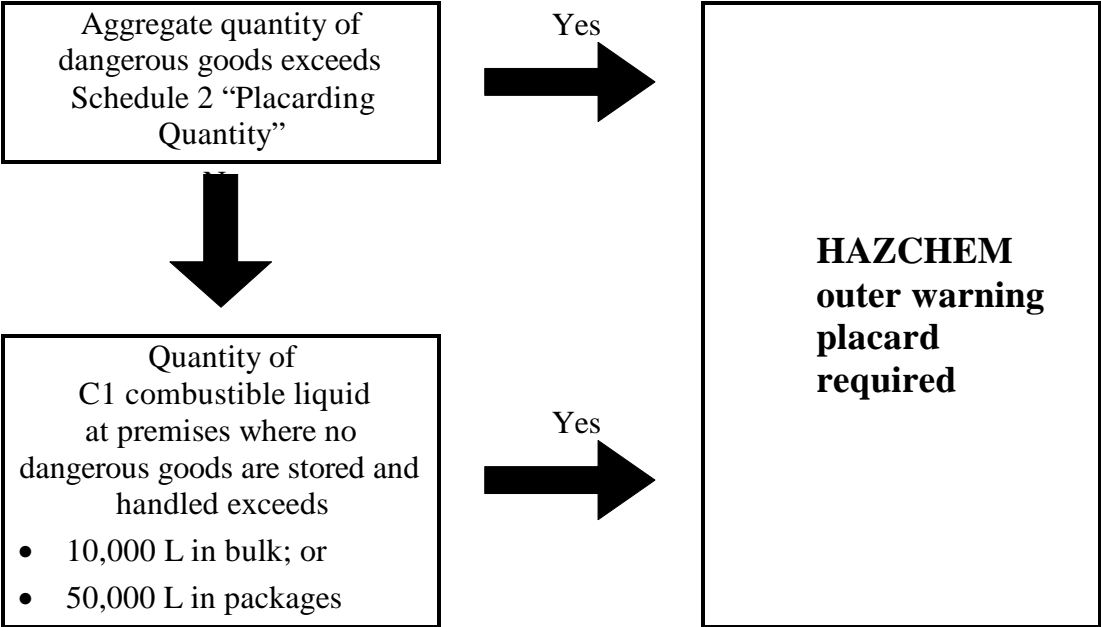 Aggregate quantity of
dangerous goods exceeds
Schedule 2 “Placarding
Quantity”
Yes
HAZCHEM
outer warning
placard
required
Quantity of
C1 combustible liquid
at premises where no
dangerous goods are stored and
handled exceeds
• 10,000 L in bulk; or
• 50,000 L in packages
Yes